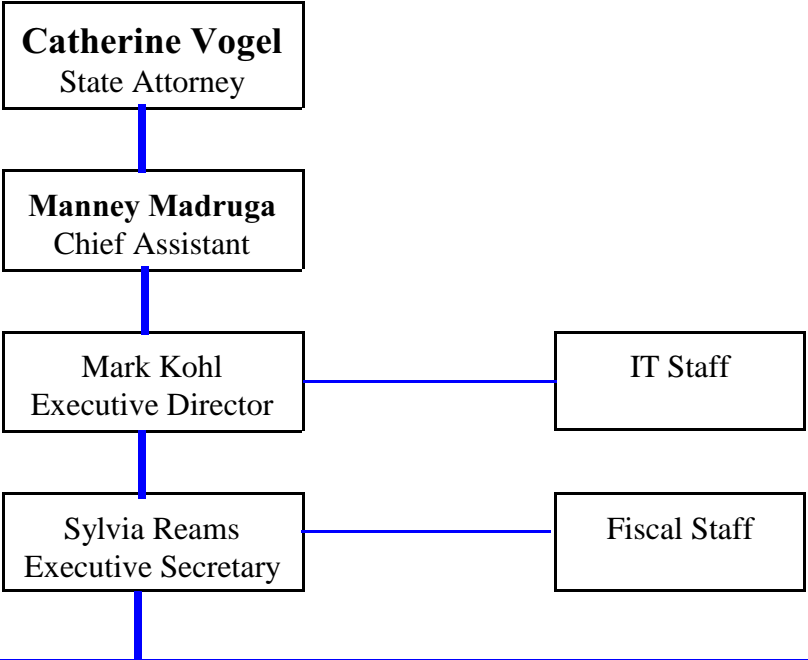 Catherine Vogel
State Attorney
Manney Madruga
Chief Assistant
Mark Kohl
Executive Director
IT Staff
Sylvia Reams
Executive Secretary
Fiscal Staff